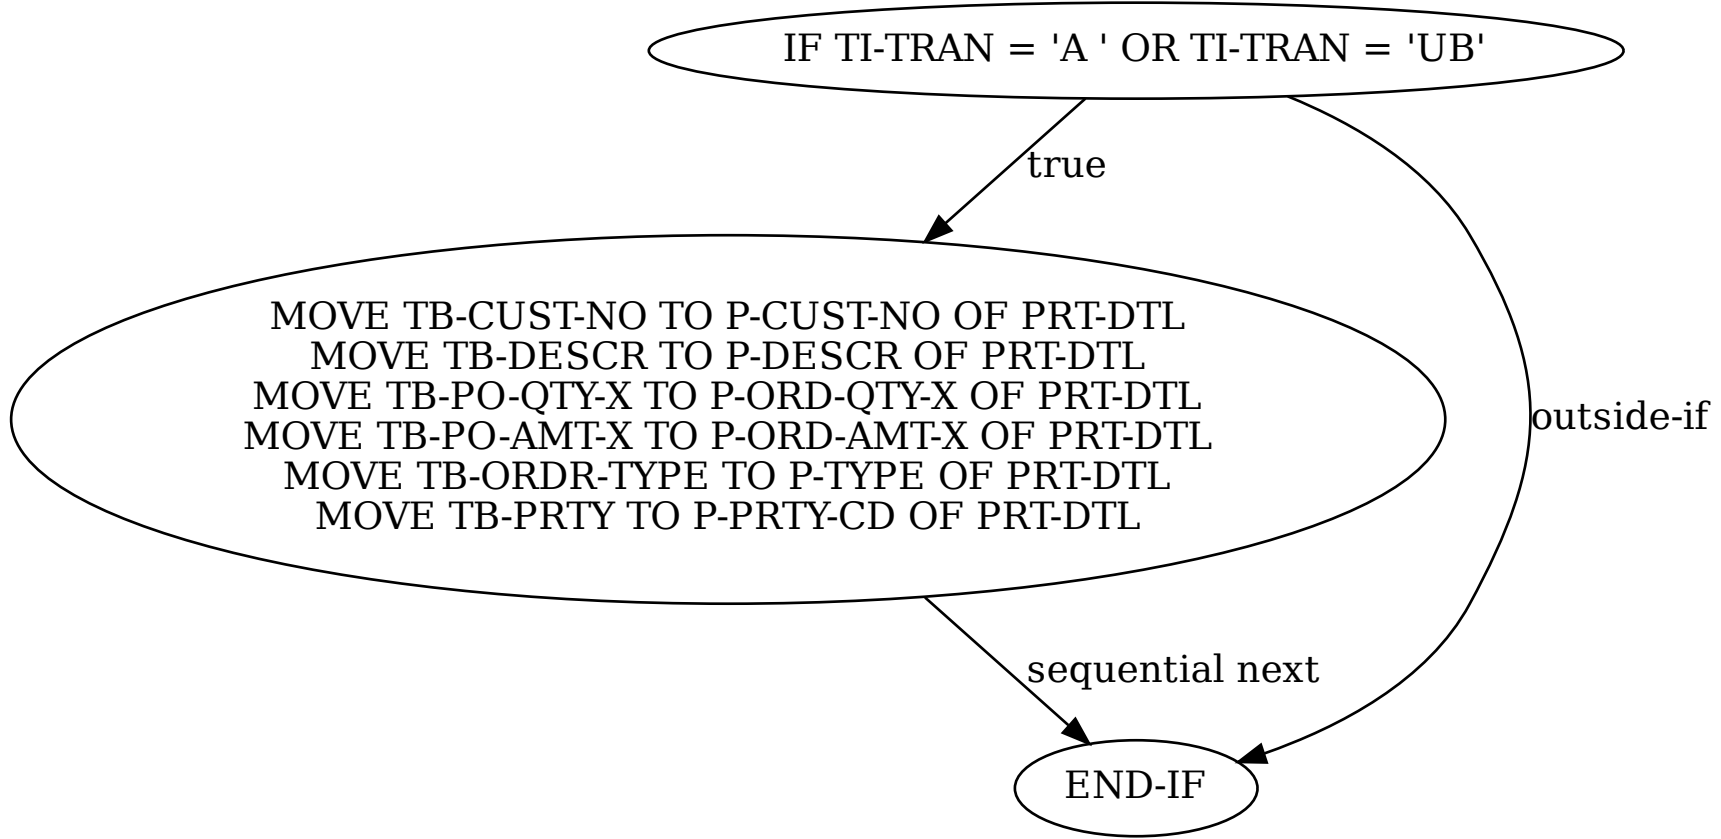 IF TI-TRAN = 'A ' OR TI-TRAN = 'UB'
true
MOVE TB-CUST-NO TO P-CUST-NO OF PRT-DTL
MOVE TB-DESCR TO P-DESCR OF PRT-DTL
MOVE TB-PO-QTY-X TO P-ORD-QTY-X OF PRT-DTL
MOVE TB-PO-AMT-X TO P-ORD-AMT-X OF PRT-DTL
MOVE TB-ORDR-TYPE TO P-TYPE OF PRT-DTL
MOVE TB-PRTY TO P-PRTY-CD OF PRT-DTL
outside-if
sequential next
END-IF